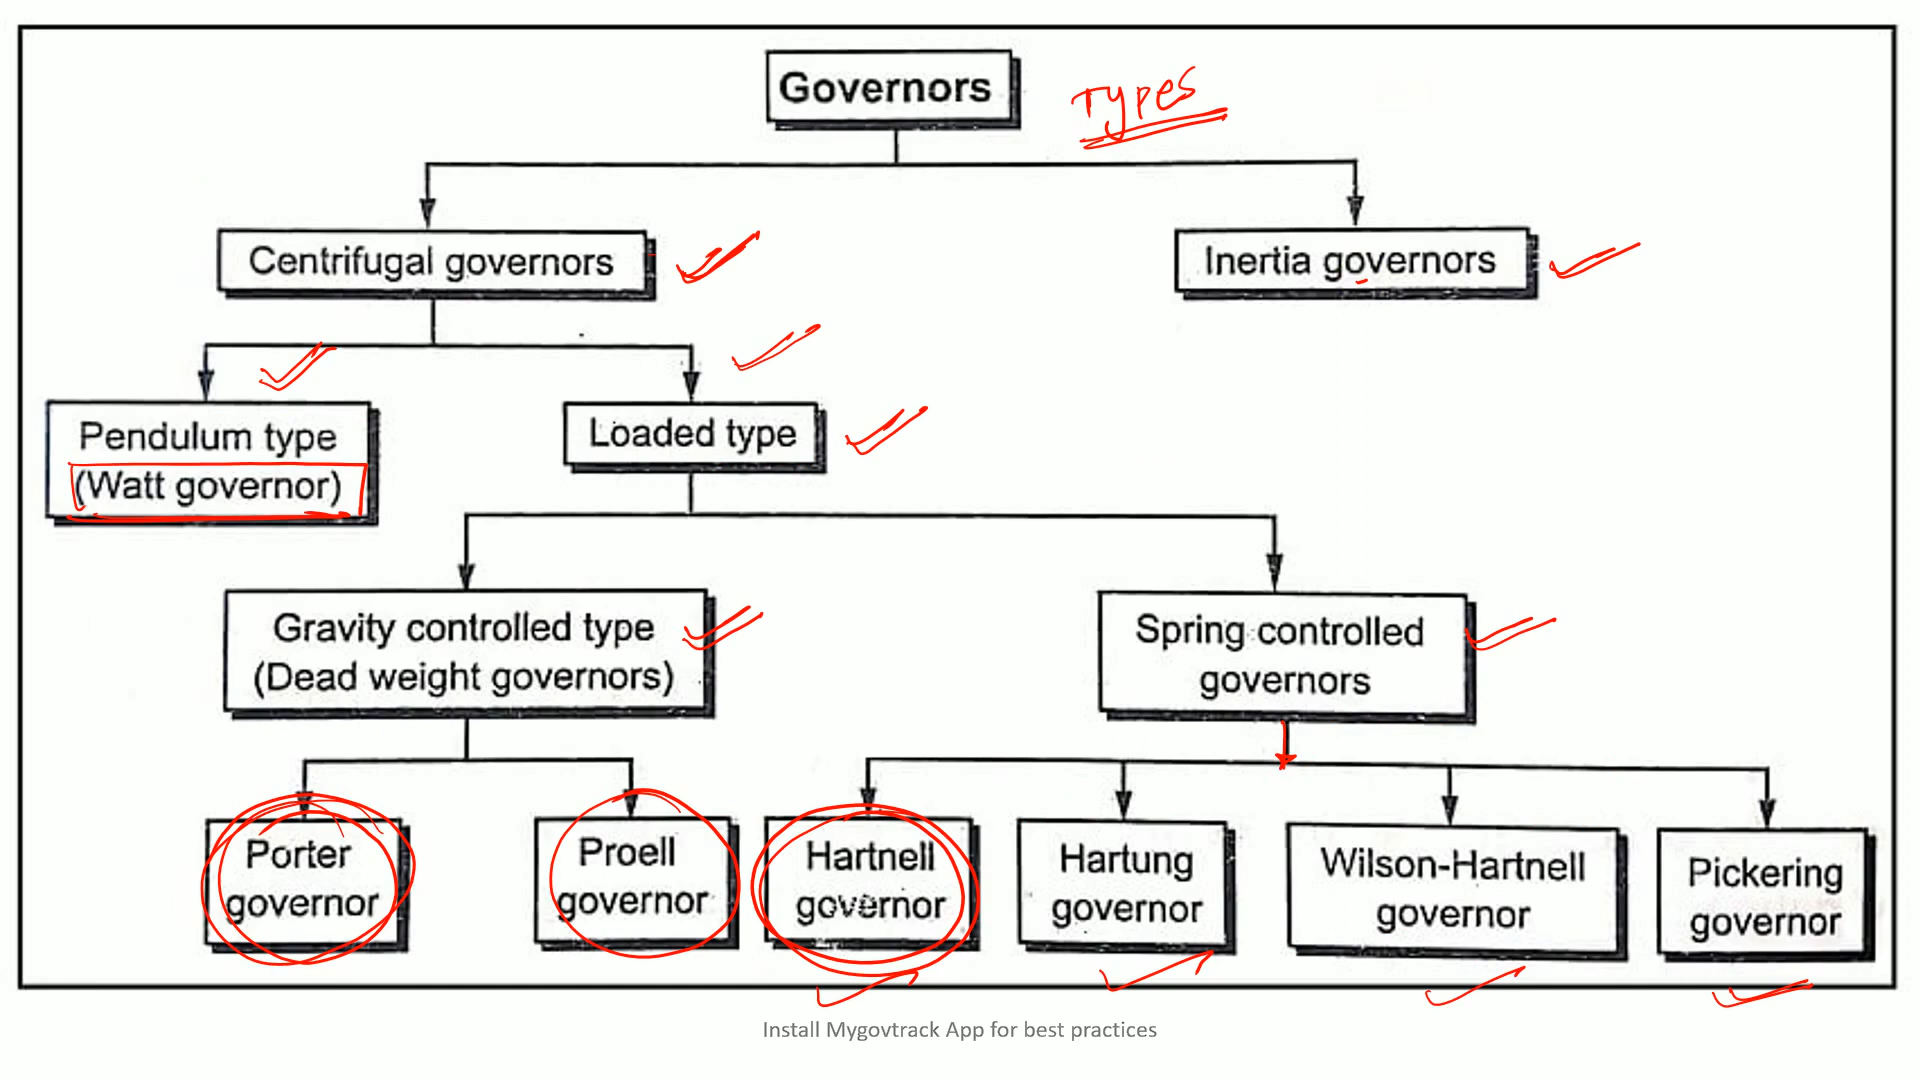 Governors
Types
Centrifugal governors
Inertia governors
Pendulum type
(Watt governor)
Loaded type
Gravity controlled type
(Dead weight governors)
Spring controlled
governors
Porter
governor
Proell
governor
Hartnell
governor
Hartung
governor
Wilson-Hartnell
governor
Pickering
governor
Install Mygovtrack App for best practices